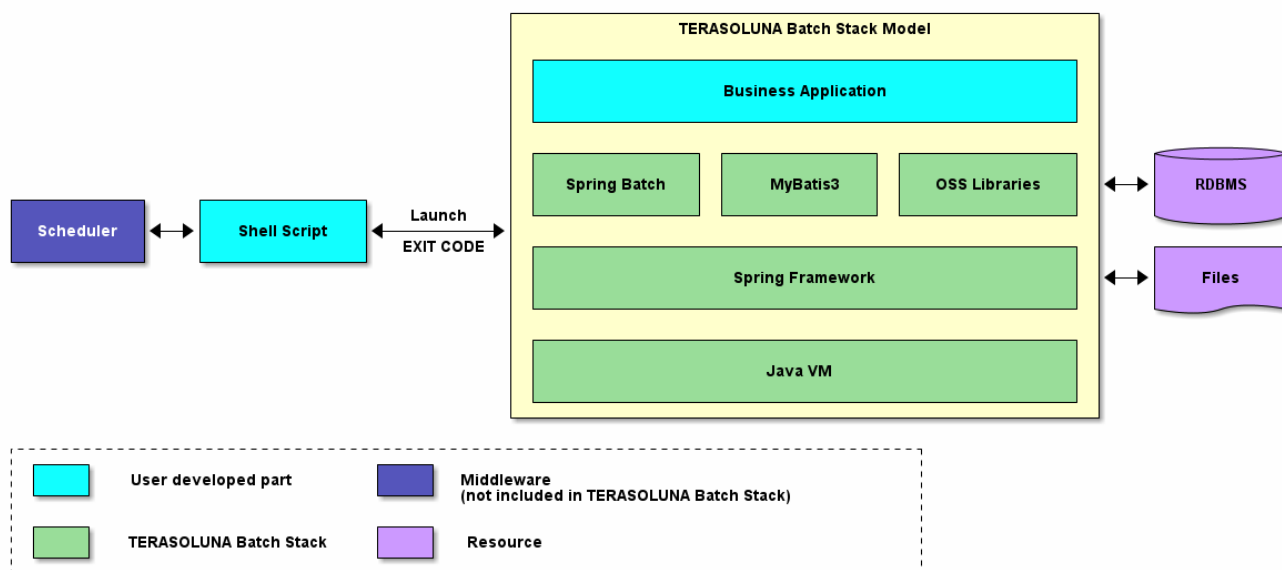 TERASOLUNA Batch Stack Model
Business Application
Spring Batch
MyBatis3
OSS Libraries
RDBMS
Scheduler
Shell Script
Launch
EXIT CODE
Spring Framework
Files
Java VM
User developed part
Middleware
(not included in TERASOLUNA Batch Stack)
TERASOLUNA Batch Stack
Resource